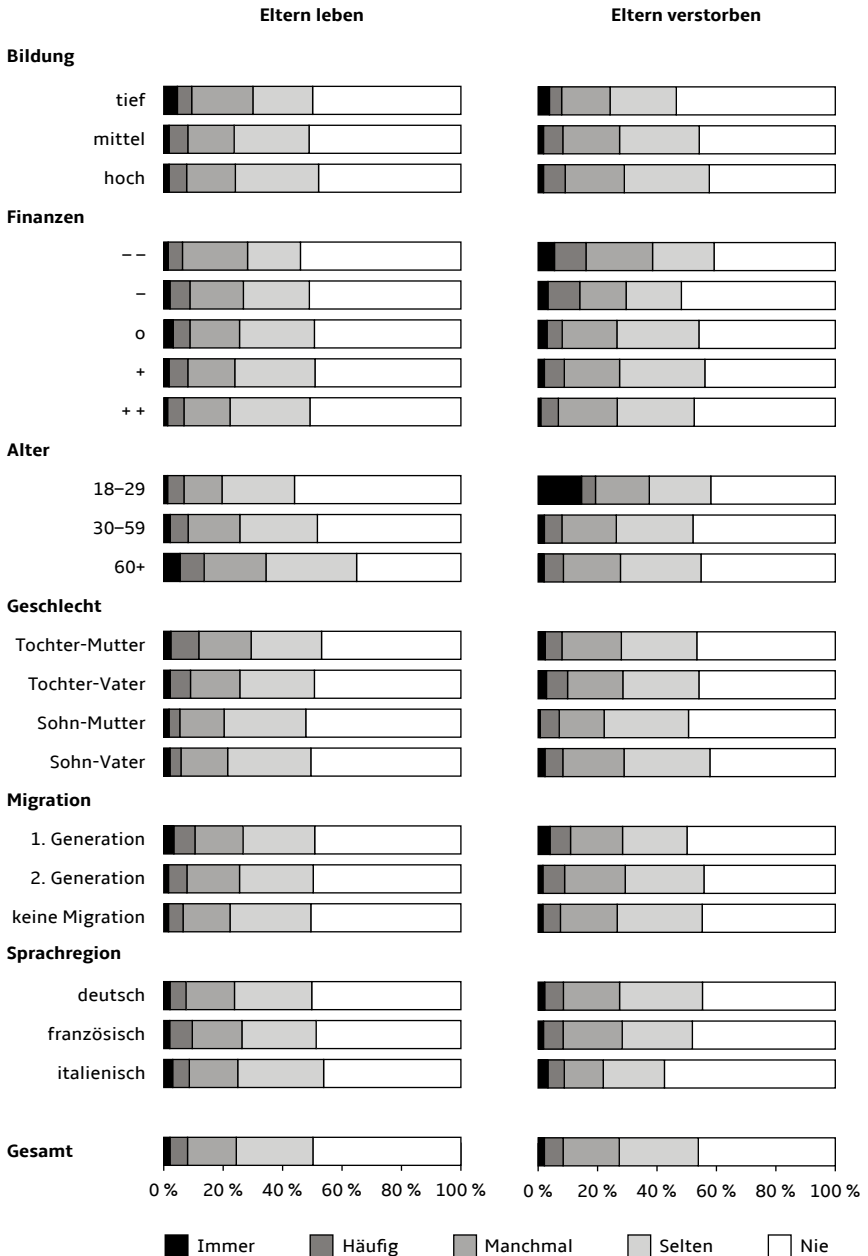 Eltern leben Eltern verstorben
Bildung
tief
mittel
hoch
Finanzen
– –
–
o
+
+ +
Alter
18–29
30–59
60+
Geschlecht
Tochter-Mutter
Tochter-Vater
Sohn-Mutter
Sohn-Vater
Migration
1. Generation
2. Generation
keine Migration
Sprachregion
deutsch
französisch
italienisch
Gesamt
0 % 20 % 40 % 60 % 80 % 100 % 0 % 20 % 40 % 60 % 80 % 100 %
Immer Häufig Manchmal Selten Nie